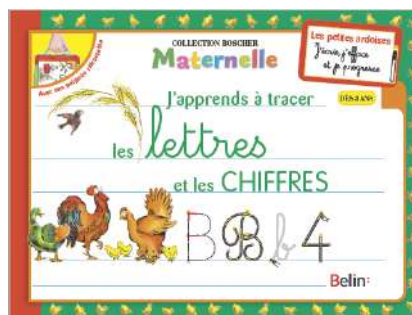 COLLECTION BOSCHER
Maternelle
Les petites ardoises
J'écris, j'efface
et je progresse
J'apprends à tracer
DÈS 3 ANS
les lettres
et les CHIFFRES
B B b 4
Belin: